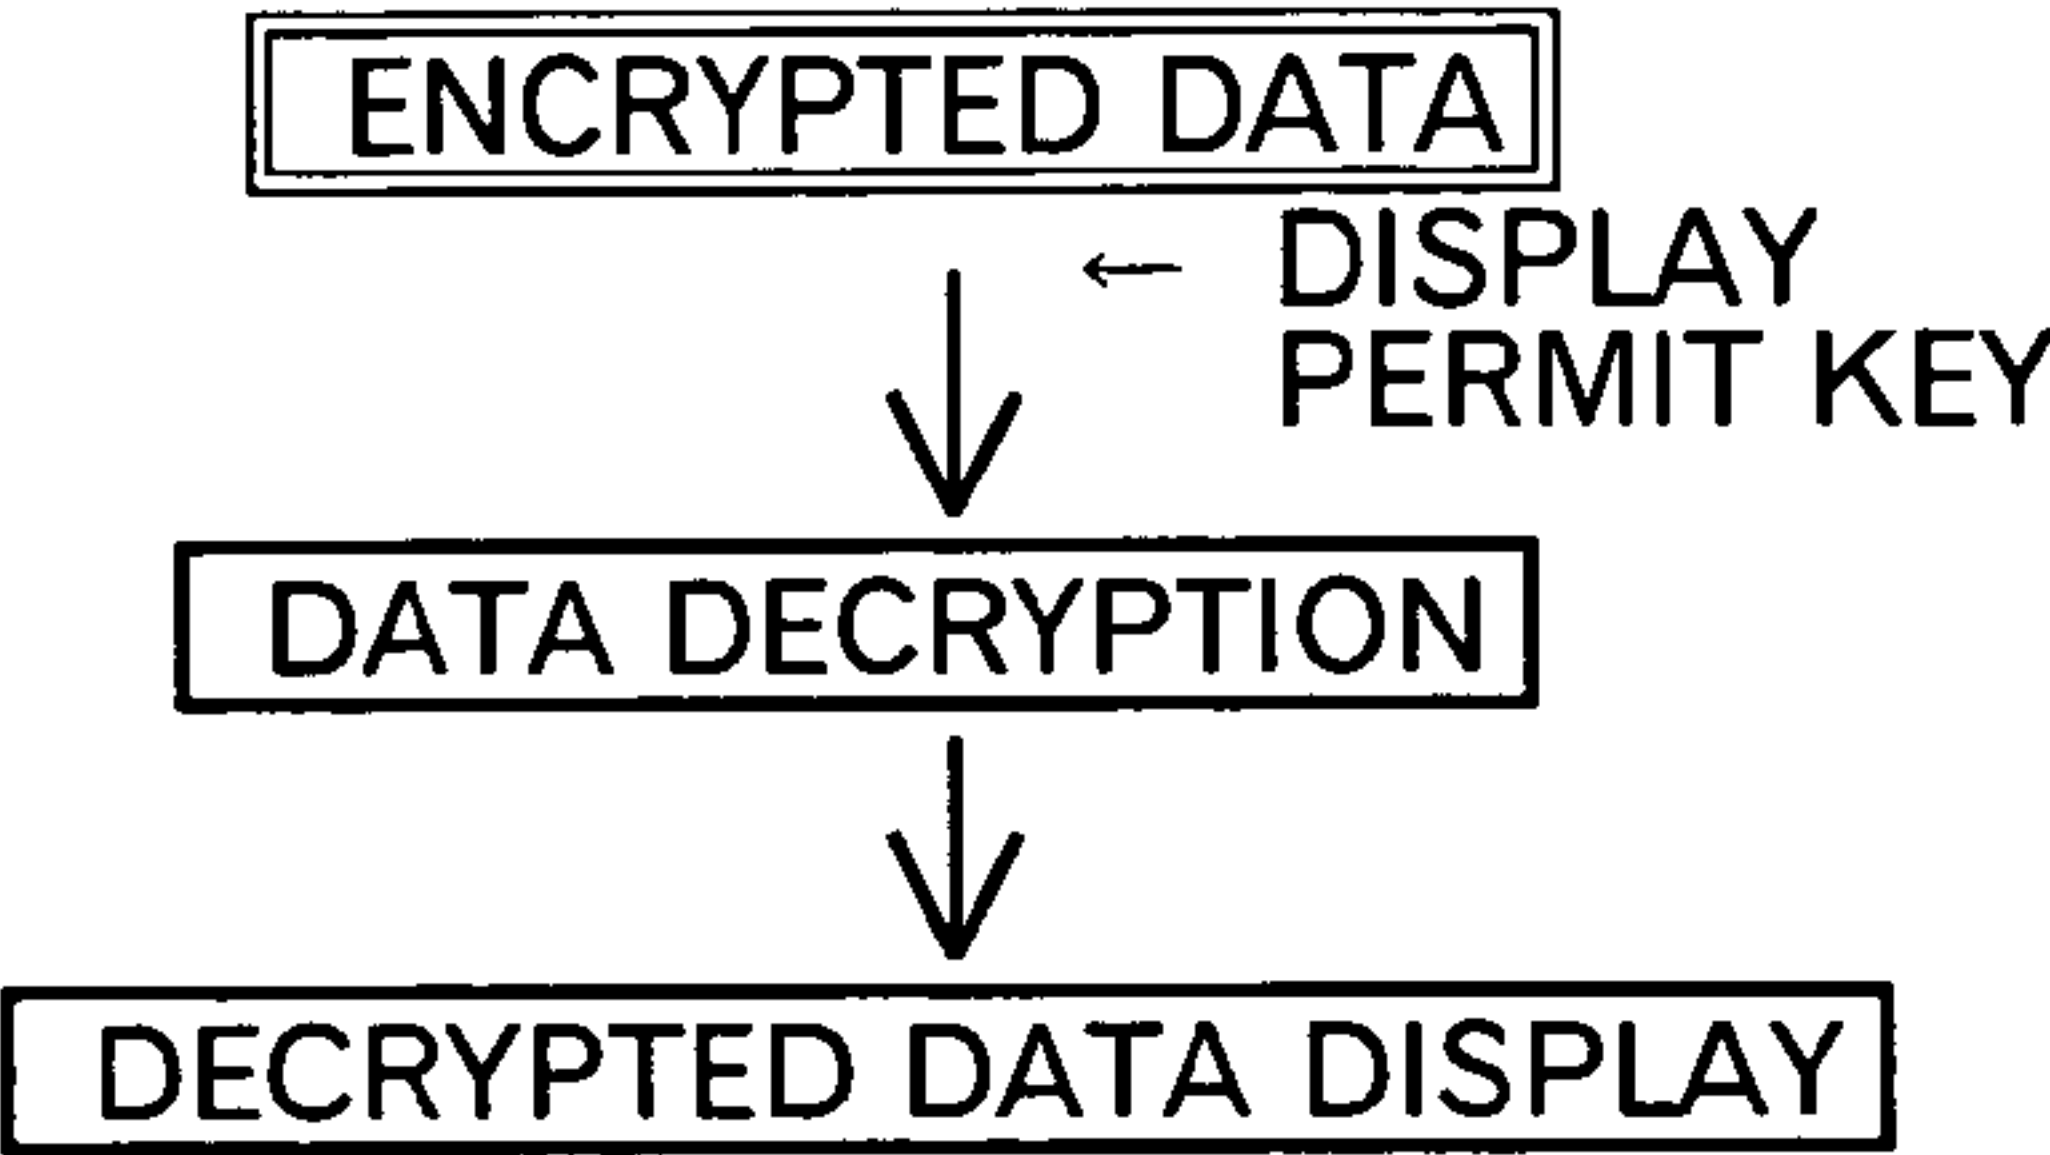 ENCRYPTED DATA
DISPLAY
PERMIT KEY
DATA DECRYPTION
DECRYPTED DATA DISPLAY